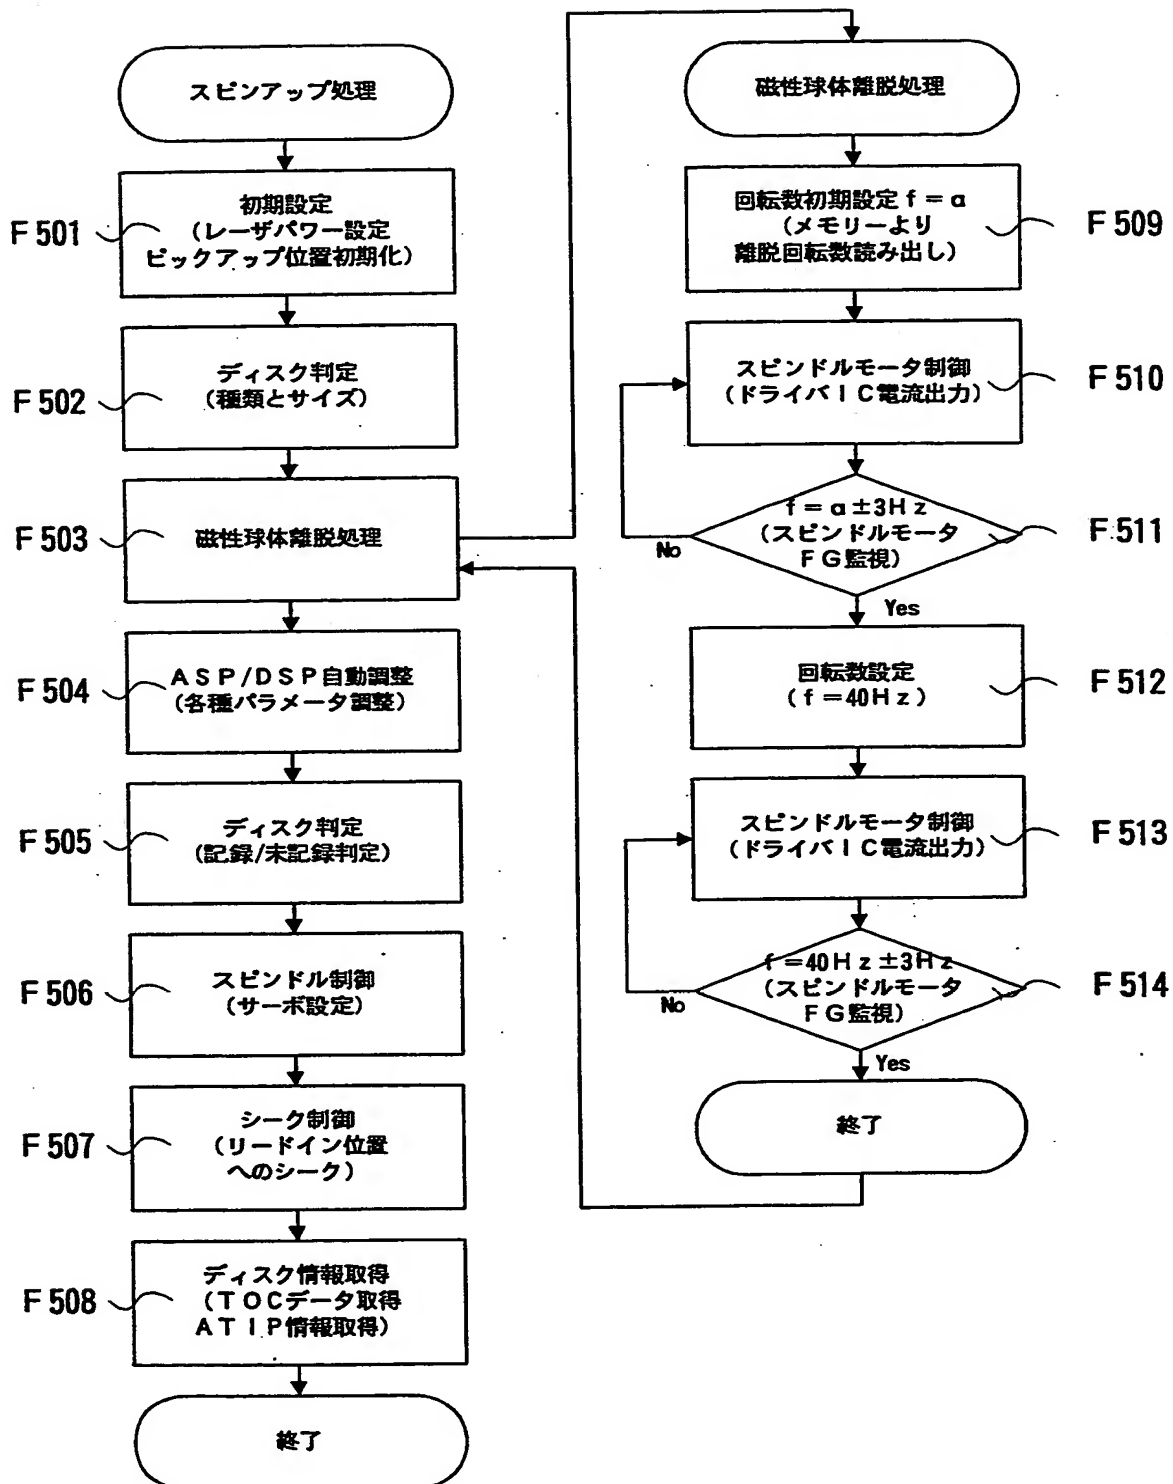 スピンアップ処理
F501
初期設定
(レーザパワー設定
ピックアップ位置初期化)
F502
ディスク判定
(種類とサイズ)
F503
磁性球体離脱処理
F504
ASP/DSP自動調整
(各種パラメータ調整)
F505
ディスク判定
(記録/未記録判定)
F506
スピンドル制御
(サーボ設定)
F507
シーク制御
(リードイン位置
へのシーク)
F508
ディスク情報取得
(TOCデータ取得
ATIP情報取得)
終了
磁性球体離脱処理
回転数初期設定 f=α
(メモリーより
離脱回転数読み出し)
F509
スピンドルモータ制御
(ドライバIC電流出力)
F510
f=α±3Hz
(スピンドルモータ
FG監視)
F511
No
Yes
回転数設定
(f=40Hz)
F512
スピンドルモータ制御
(ドライバIC電流出力)
F513
f=40Hz±3Hz
(スピンドルモータ
FG監視)
F514
No
Yes
終了